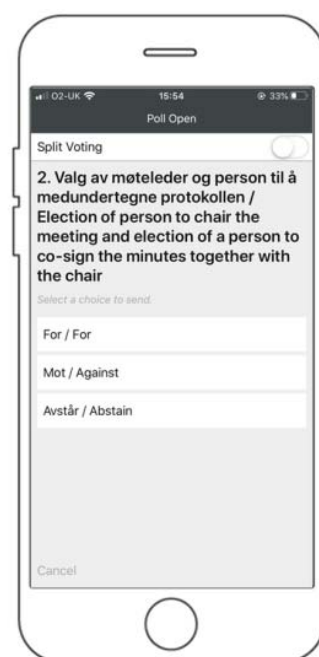 O2-UK 15:54 33%
Poll Open
Split Voting
2. Valg av møteleder og person til å
medundertegne protokollen /
Election of person to chair the
meeting and election of a person to
co-sign the minutes together with
the chair
Select a choice to send.
For / For
Mot / Against
Avstår / Abstain
Cancel